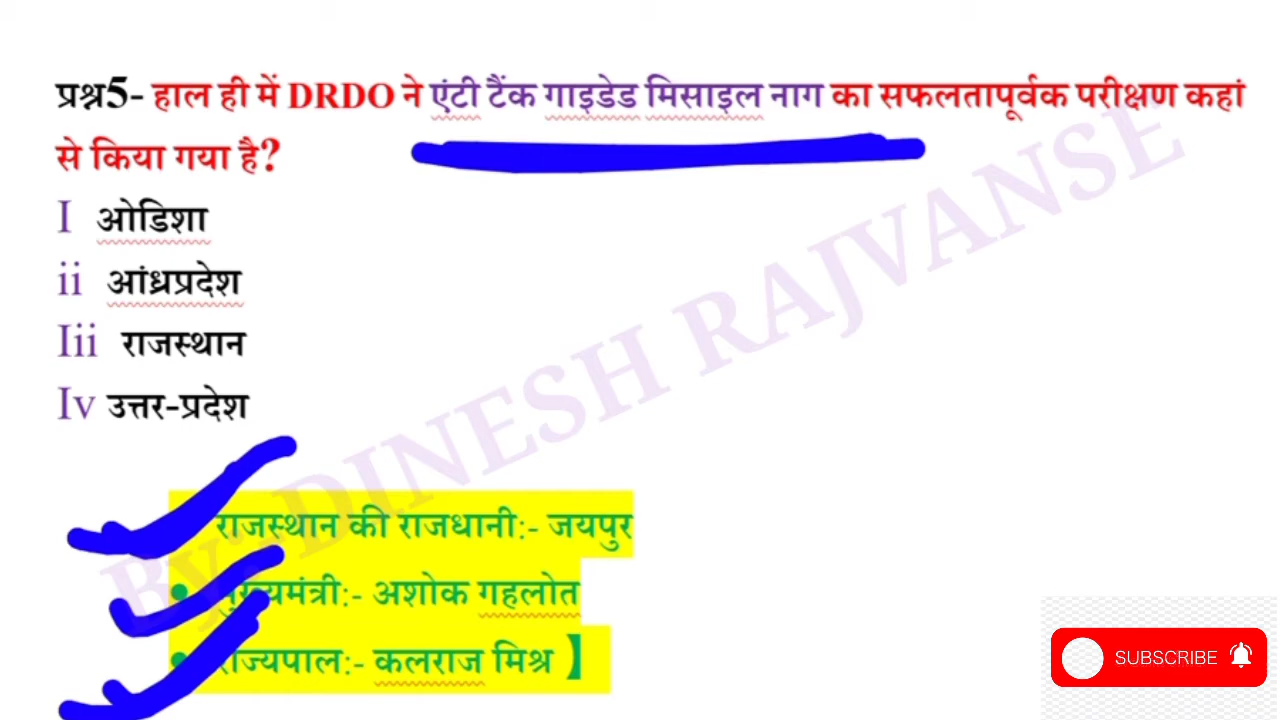 प्रश्न5- हाल ही में DRDO ने एंटी टैंक गाइडेड मिसाइल नाग का सफलतापूर्वक परीक्षण कहां
से किया गया है?
I ओडिशा
ii आंध्रप्रदेश
Iii राजस्थान
Iv उत्तर-प्रदेश
राजस्थान की राजधानी:- जयपुर
• मुख्यमंत्री:- अशोक गहलोत
• राज्यपाल:- कलराज मिश्र 】
By:-DINESH RAJVANSE
SUBSCRIBE